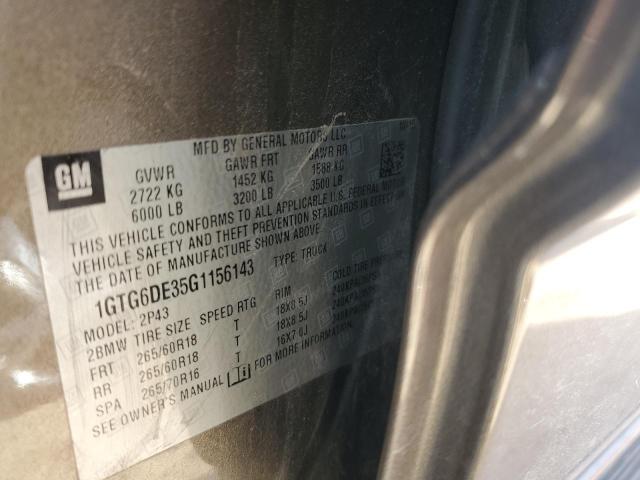 GM
MFD BY GENERAL MOTORS LLC
GVWR GAWR FRT GAWR RR
2722 KG 1452 KG 1588 KG
6000 LB 3200 LB 3500 LB
THIS VEHICLE CONFORMS TO ALL APPLICABLE U.S. FEDERAL MOTOR
VEHICLE SAFETY AND THEFT PREVENTION STANDARDS IN EFFECT ON
THE DATE OF MANUFACTURE SHOWN ABOVE.
1GTG6DE35G1156143 TYPE: TRUCK
MODEL: 2P43
2BMW TIRE SIZE SPEED RTG RIM COLD TIRE
FRT 265/60R18 T 18X8.5J
RR 265/60R18 T 18X8.5J
SPA 265/70R16 T 16X7.0J
SEE OWNER'S MANUAL FOR MORE INFORMATION